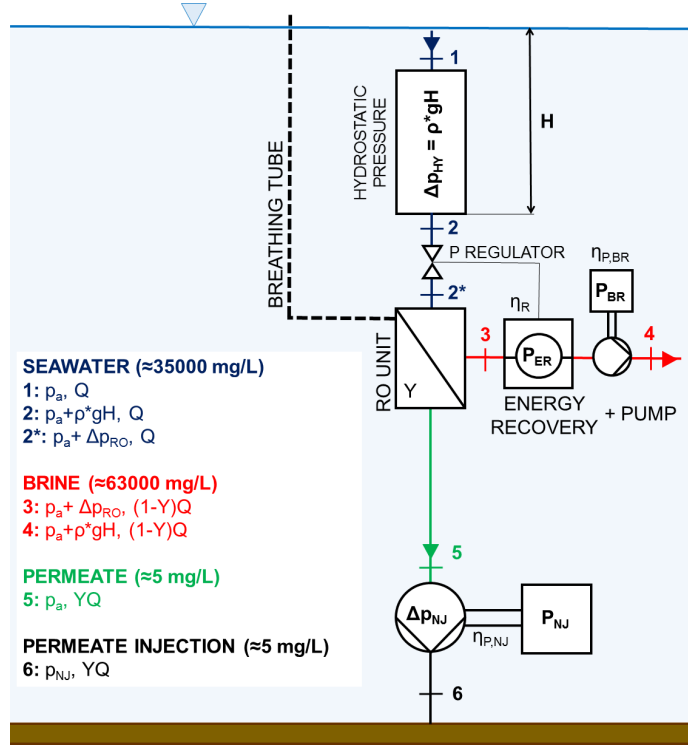 1
HYDROSTATIC
PRESSURE
Δp_HY = ρ*gH
H
BREATHING TUBE
2
P REGULATOR
2*
η_P,BR
P_BR
η_R
3
P_ER
4
RO UNIT
Y
ENERGY
RECOVERY
+ PUMP
SEAWATER (≈35000 mg/L)
1: p_a, Q
2: p_a+ρ*gH, Q
2*: p_a+ Δp_RO, Q
BRINE (≈63000 mg/L)
3: p_a+ Δp_RO, (1-Y)Q
4: p_a+ρ*gH, (1-Y)Q
PERMEATE (≈5 mg/L)
5: p_a, YQ
PERMEATE INJECTION (≈5 mg/L)
6: p_NJ, YQ
5
Δp_NJ
η_P,NJ
P_NJ
6